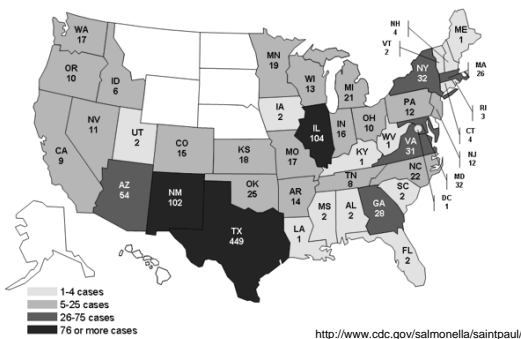 WA
17
OR
10
ID
6
NV
11
CA
9
UT
2
AZ
54
CO
15
NM
102
KS
18
OK
25
TX
449
MN
19
IA
2
MO
17
AR
14
LA
1
WI
13
IL
104
MI
21
IN
16
OH
10
KY
1
WV
1
TN
8
MS
2
AL
2
GA
28
FL
2
SC
2
NC
22
VA
31
PA
12
NY
32
ME
1
NH
4
VT
2
MA
26
RI
3
CT
4
NJ
12
MD
32
DC
1
1-4 cases
5-25 cases
26-75 cases
76 or more cases
http://www.cdc.gov/salmonella/saintpaul/